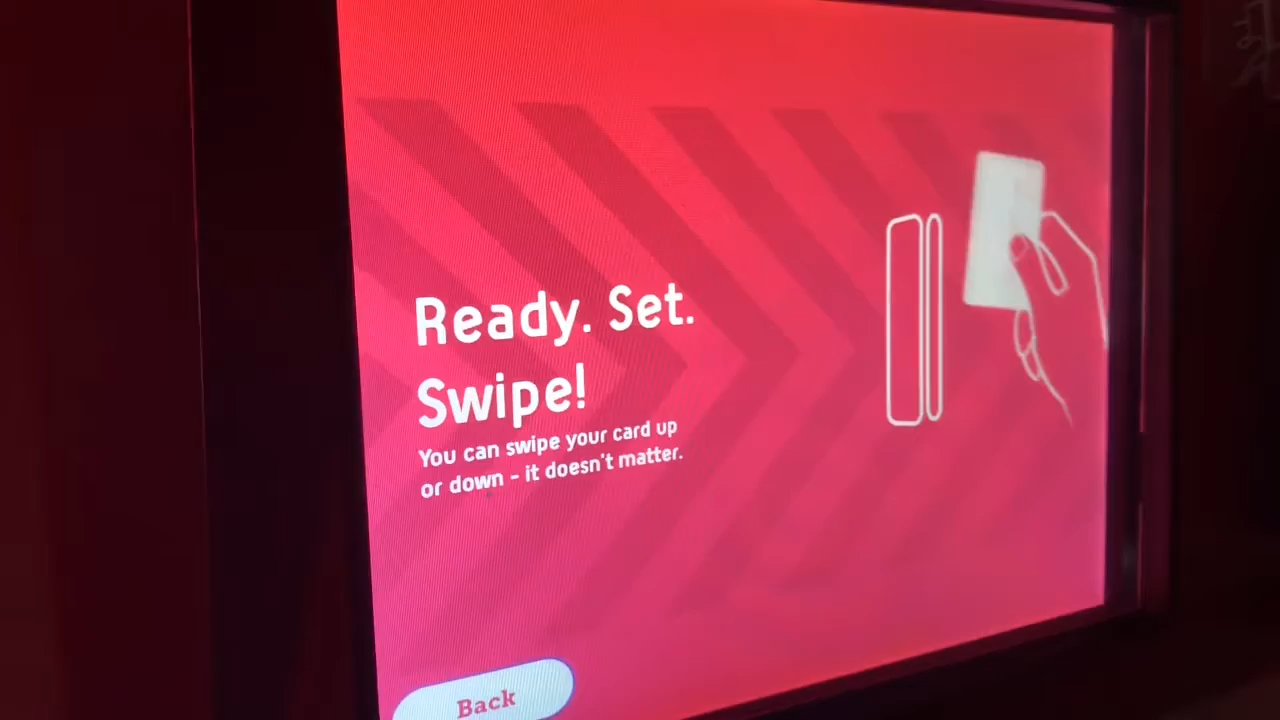 Ready. Set.
Swipe!
You can swipe your card up
or down - it doesn't matter.
Back